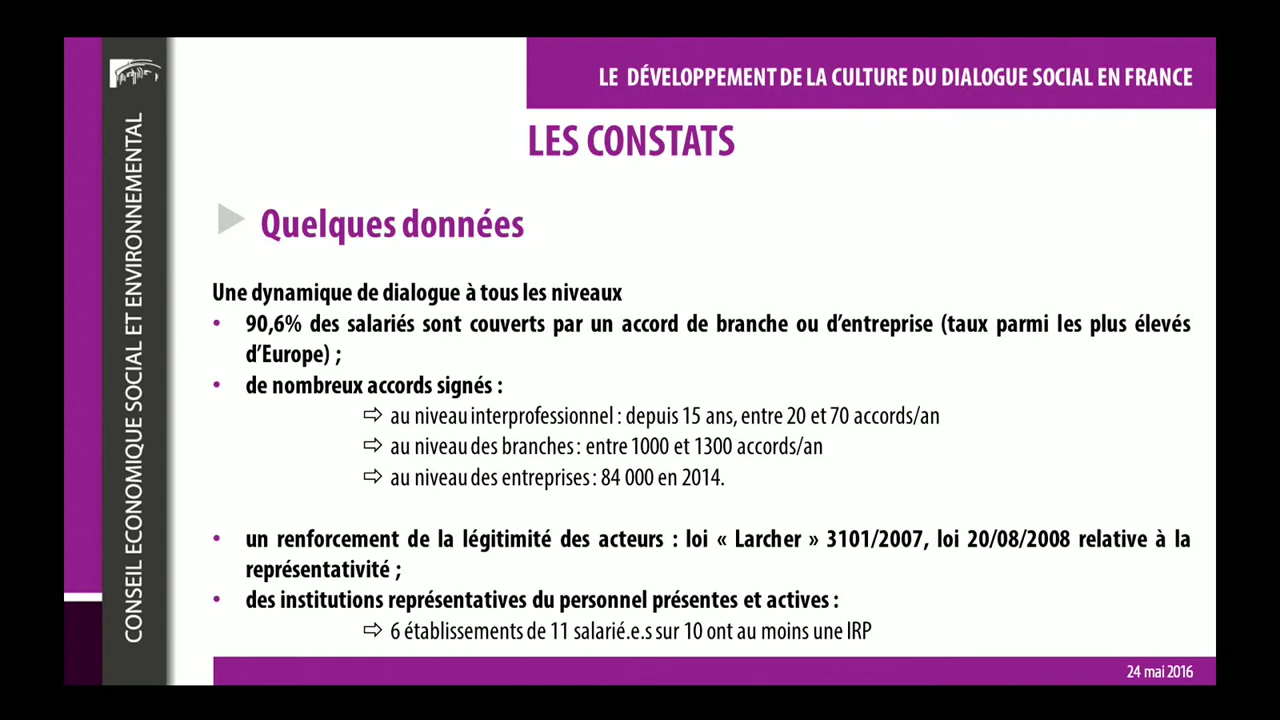 LE DÉVELOPPEMENT DE LA CULTURE DU DIALOGUE SOCIAL EN FRANCE
CONSEIL ECONOMIQUE SOCIAL ET ENVIRONNEMENTAL
LES CONSTATS
Quelques données
Une dynamique de dialogue à tous les niveaux
• 90,6% des salariés sont couverts par un accord de branche ou d'entreprise (taux parmi les plus élevés
d'Europe) ;
• de nombreux accords signés :
⇨ au niveau interprofessionnel : depuis 15 ans, entre 20 et 70 accords/an
⇨ au niveau des branches : entre 1000 et 1300 accords/an
⇨ au niveau des entreprises : 84 000 en 2014.
• un renforcement de la légitimité des acteurs : loi « Larcher » 3101/2007, loi 20/08/2008 relative à la
représentativité ;
• des institutions représentatives du personnel présentes et actives :
⇨ 6 établissements de 11 salarié.e.s sur 10 ont au moins une IRP
24 mai 2016